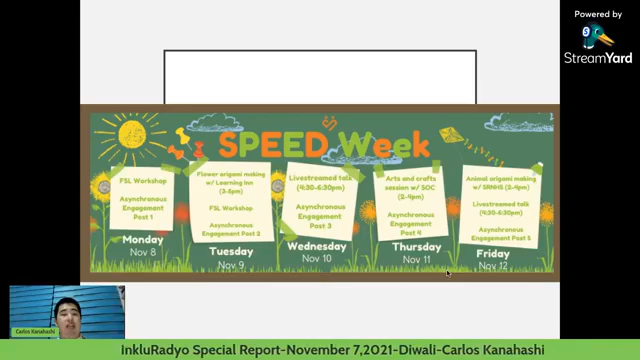 Powered by
StreamYard
SPEED Week
FSL Workshop
Asynchronous
Engagement
Post 1
Monday
Nov 8
Flower origami making
w/ Learning Inn
(3-5pm)
FSL Workshop
Asynchronous
Engagement Post 2
Tuesday
Nov 9
Livestreamed talk
(4:30-6:30pm)
Asynchronous
Engagement
Post 3
Wednesday
Nov 10
Arts and crafts
session w/ SOC
(2-4pm)
Asynchronous
Engagement
Post 4
Thursday
Nov 11
Animal origami making
w/ SRNHS (2-4pm)
Livestreamed talk
(4:30-6:30pm)
Asynchronous
Engagement Post 5
Friday
Nov 12
Carlos Kanahashi
InkluRadyo Special Report-November 7,2021-Diwali-Carlos Kanahashi